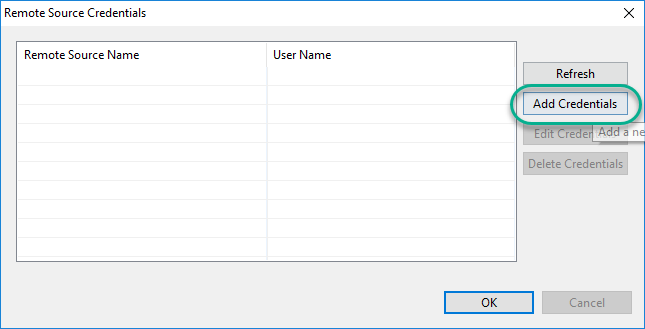 Remote Source Credentials
Remote Source Name
User Name
Refresh
Add Credentials
Edit Creden
Add a ne
Delete Credentials
OK
Cancel